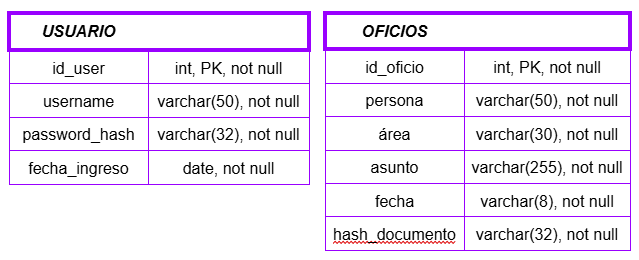 USUARIO
id_user int, PK, not null
username varchar(50), not null
password_hash varchar(32), not null
fecha_ingreso date, not null
OFICIOS
id_oficio int, PK, not null
persona varchar(50), not null
área varchar(30), not null
asunto varchar(255), not null
fecha varchar(8), not null
hash_documento varchar(32), not null